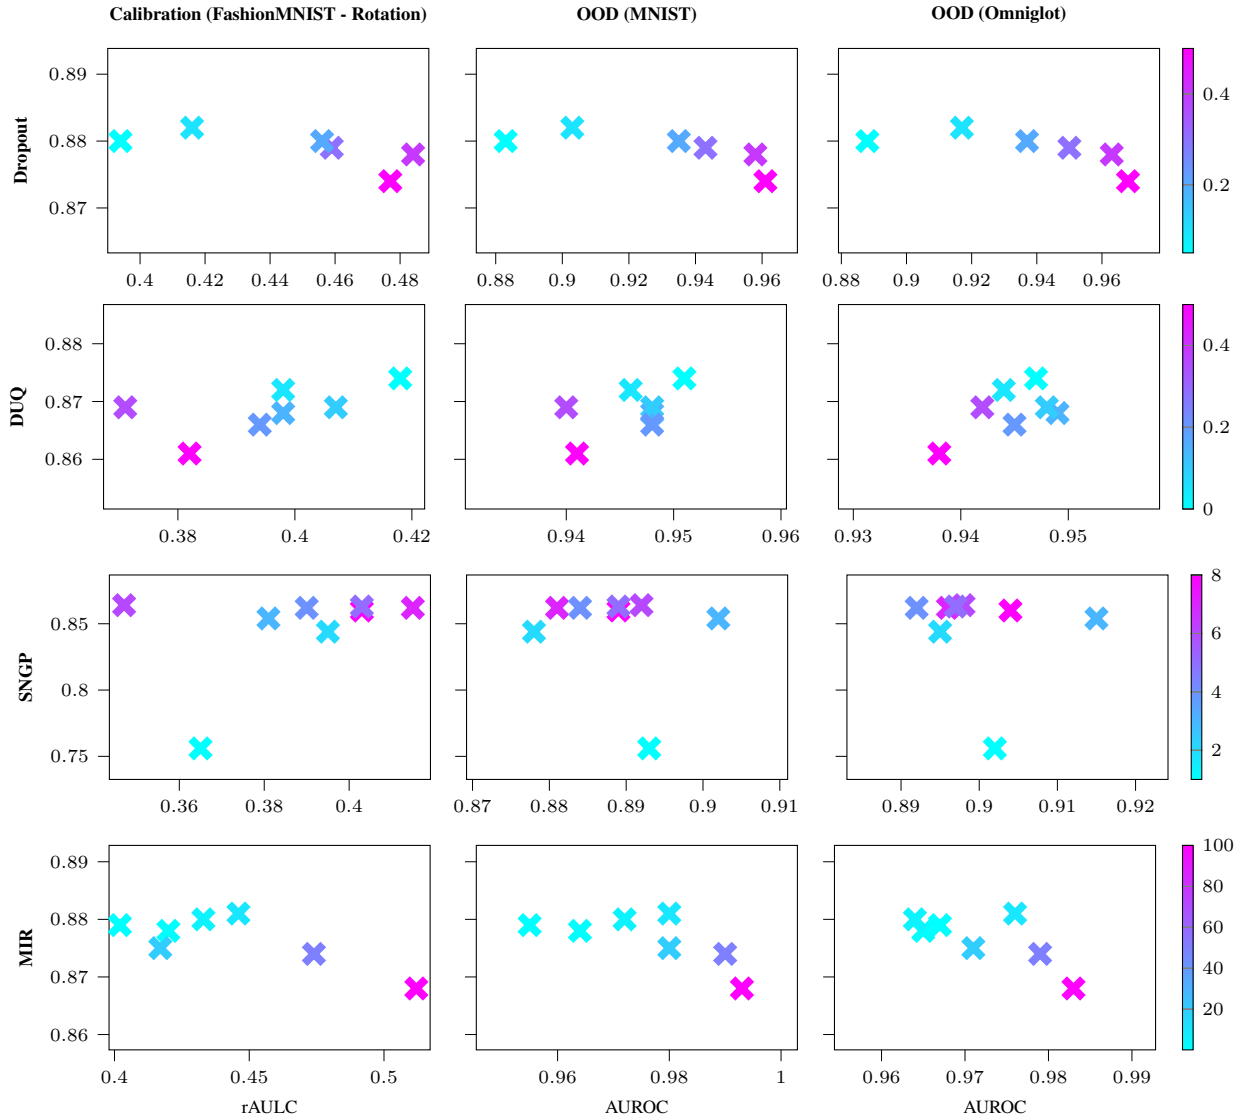 Calibration (FashionMNIST - Rotation) OOD (MNIST) OOD (Omniglot)
Dropout
0.89
0.88
0.87
0.4 0.42 0.44 0.46 0.48
0.88 0.9 0.92 0.94 0.96
0.88 0.9 0.92 0.94 0.96
0.4
0.2
DUQ
0.88
0.87
0.86
0.38 0.4 0.42
0.94 0.95 0.96
0.93 0.94 0.95
0.4
0.2
0
SNGP
0.85
0.8
0.75
0.36 0.38 0.4
0.87 0.88 0.89 0.9 0.91
0.89 0.9 0.91 0.92
8
6
4
2
MIR
0.89
0.88
0.87
0.86
0.4 0.45 0.5
0.96 0.98 1
0.96 0.97 0.98 0.99
100
80
60
40
20
rAULC AUROC AUROC